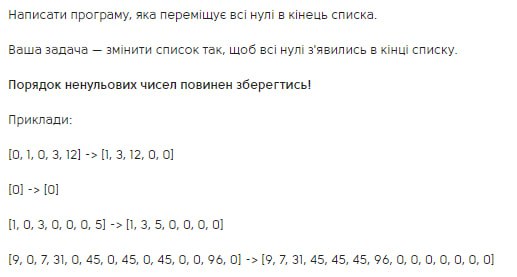 Написати програму, яка переміщує всі нулі в кінець списка.
Ваша задача — змінити список так, щоб всі нулі з'явились в кінці списку.
Порядок ненульових чисел повинен зберегтись!
Приклади:
[0, 1, 0, 3, 12] -> [1, 3, 12, 0, 0]
[0] -> [0]
[1, 0, 3, 0, 0, 0, 5] -> [1, 3, 5, 0, 0, 0, 0]
[9, 0, 7, 31, 0, 45, 0, 45, 0, 45, 0, 0, 96, 0] -> [9, 7, 31, 45, 45, 45, 96, 0, 0, 0, 0, 0, 0, 0]